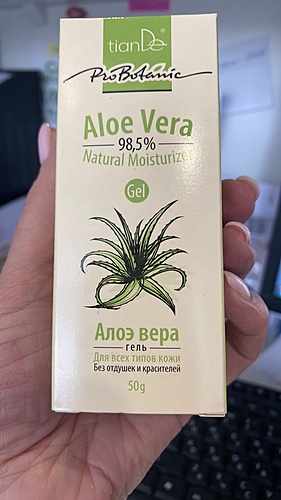 tianDe®
ProBotanic
Aloe Vera
98,5%
Natural Moisturizer
Gel
Алоэ вера
гель
Для всех типов кожи
Без отдушек и красителей
50g